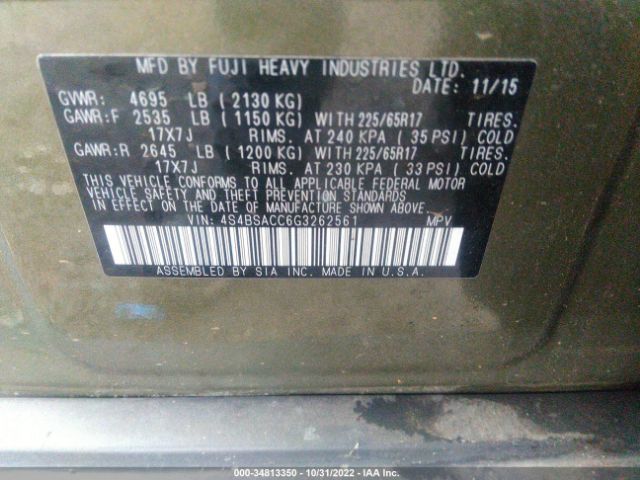 MFD BY FUJI HEAVY INDUSTRIES LTD.
DATE: 11/15
GVWR: 4695 LB (2130 KG)
GAWR:F 2535 LB (1150 KG) WITH 225/65R17 TIRES.
17X7J RIMS. AT 240 KPA (35 PSI) COLD
GAWR:R 2645 LB (1200 KG) WITH 225/65R17 TIRES.
17X7J RIMS. AT 230 KPA (33 PSI) COLD
THIS VEHICLE CONFORMS TO ALL APPLICABLE FEDERAL MOTOR
VEHICLE SAFETY AND THEFT PREVENTION STANDARDS
IN EFFECT ON THE DATE OF MANUFACTURE SHOWN ABOVE.
VIN: 4S4BSACC6G3262561 MPV
ASSEMBLED BY SIA INC. MADE IN U.S.A.
000-34813350 | 10/31/2022 | © IAA Inc.